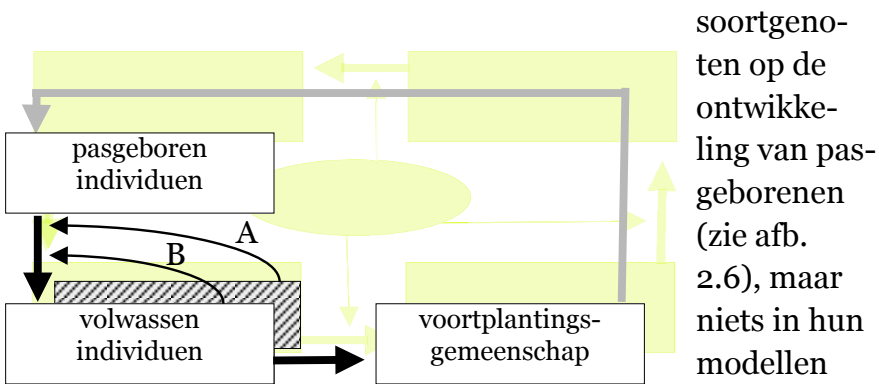 pasgeboren
individuen
A
B
volwassen
individuen
voortplantings-
gemeenschap
soortgeno-
ten op de
ontwikke-
ling van pas-
geborenen
(zie afb.
2.6), maar
niets in hun
modellen